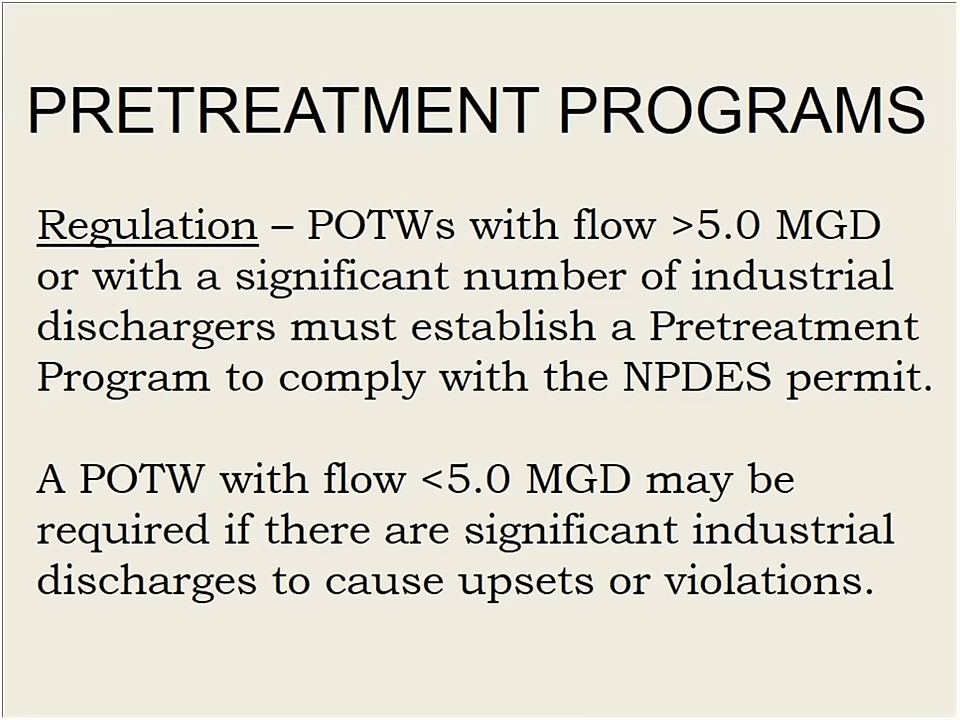 PRETREATMENT PROGRAMS
Regulation – POTWs with flow >5.0 MGD
or with a significant number of industrial
dischargers must establish a Pretreatment
Program to comply with the NPDES permit.
A POTW with flow <5.0 MGD may be
required if there are significant industrial
discharges to cause upsets or violations.